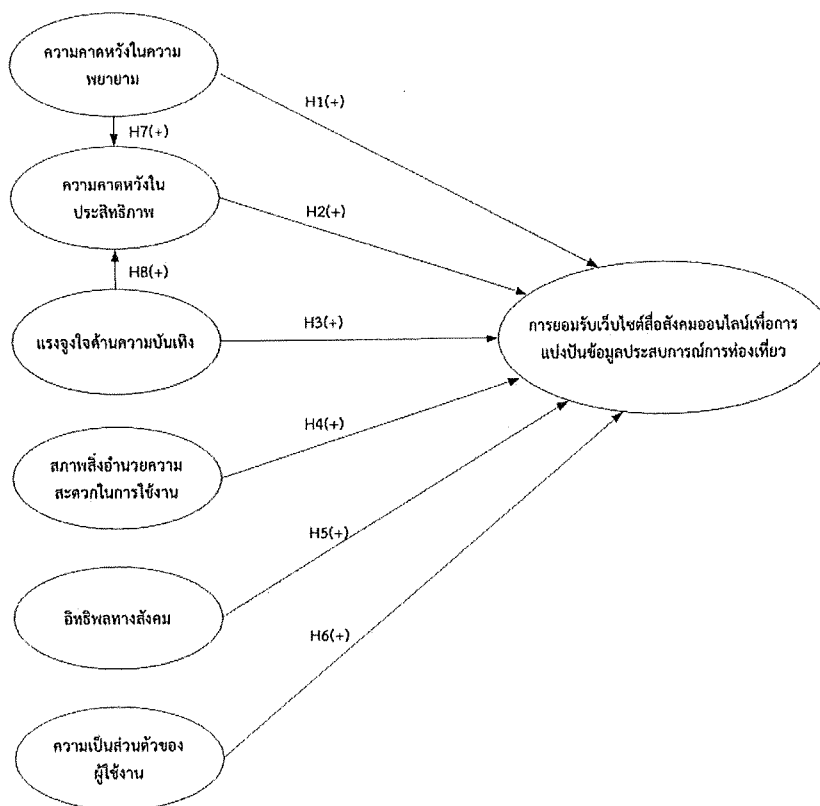 ความคาดหวังในความ
พยายาม
H1(+)
H7(+)
ความคาดหวังใน
ประสิทธิภาพ
H2(+)
H8(+)
แรงจูงใจด้านความบันเทิง
H3(+)
การยอมรับเว็บไซต์สื่อสังคมออนไลน์เพื่อการ
แบ่งปันข้อมูลประสบการณ์การท่องเที่ยว
H4(+)
สภาพสิ่งอำนวยความ
สะดวกในการใช้งาน
H5(+)
อิทธิพลทางสังคม
H6(+)
ความเป็นส่วนตัวของ
ผู้ใช้งาน